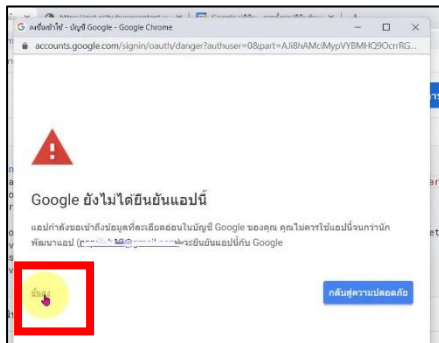 ลงชื่อเข้าใช้ - บัญชี Google - Google Chrome
accounts.google.com/signin/oauth/danger?authuser=0&part=AJi8hAMciMypVYBMHQ9OcrrRG...
Google ยังไม่ได้ยืนยันแอปนี้
แอปกำลังขอเข้าถึงข้อมูลที่ละเอียดอ่อนในบัญชี Google ของคุณ คุณไม่ควรใช้แอปนี้จนกว่านัก
พัฒนาแอป จะยืนยันแอปนี้กับ Google
กลับสู่ความปลอดภัย